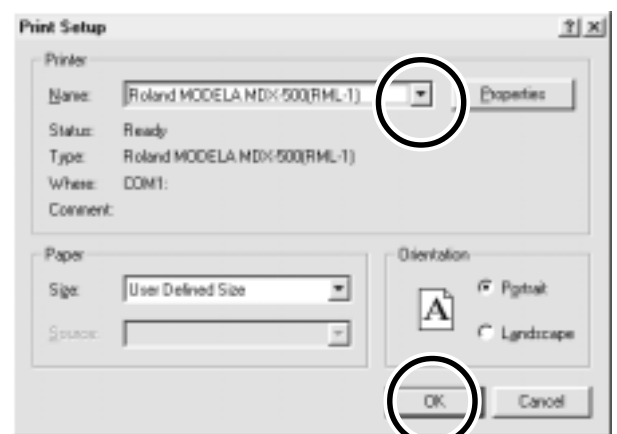 Print Setup
Printer
Name: Roland MODELA MDX-500(RML-1) Properties
Status: Ready
Type: Roland MODELA MDX-500(RML-1)
Where: COM1:
Comment:
Paper
Size: User Defined Size
Source:
Orientation
A
Portrait
Landscape
OK Cancel